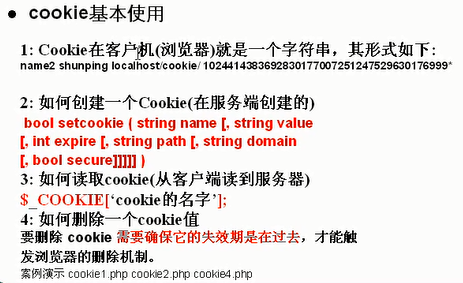 ● cookie基本使用
1: Cookie在客户机(浏览器)就是一个字符串，其形式如下:
name2 shunping localhost/cookie/ 1024414383692830177007251247529630176999*
2: 如何创建一个Cookie(在服务端创建的)
bool setcookie ( string name [, string value
[, int expire [, string path [, string domain
[, bool secure]]]]] )
3: 如何读取cookie(从客户端读到服务器)
$_COOKIE['cookie的名字'];
4: 如何删除一个cookie值
要删除 cookie 需要确保它的失效期是在过去，才能触
发浏览器的删除机制。
案例演示 cookie1.php cookie2.php cookie4.php